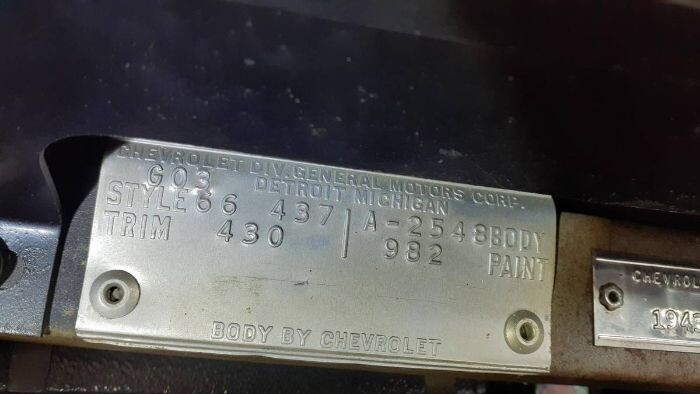 CHEVROLET DIV. GENERAL MOTORS CORP.
G03 DETROIT MICHIGAN
STYLE 66 437 A-2548 BODY
TRIM 430 982 PAINT
BODY BY CHEVROLET